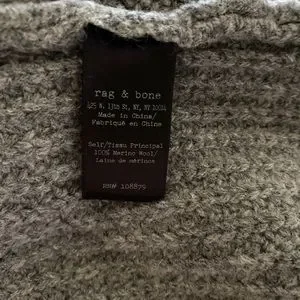 rag & bone
425 W. 13th St, NY, NY 10014
Made in China/
Fabriqué en Chine
Self/Tissu Principal
100% Merino Wool/
Laine de mérinos
RN# 108879